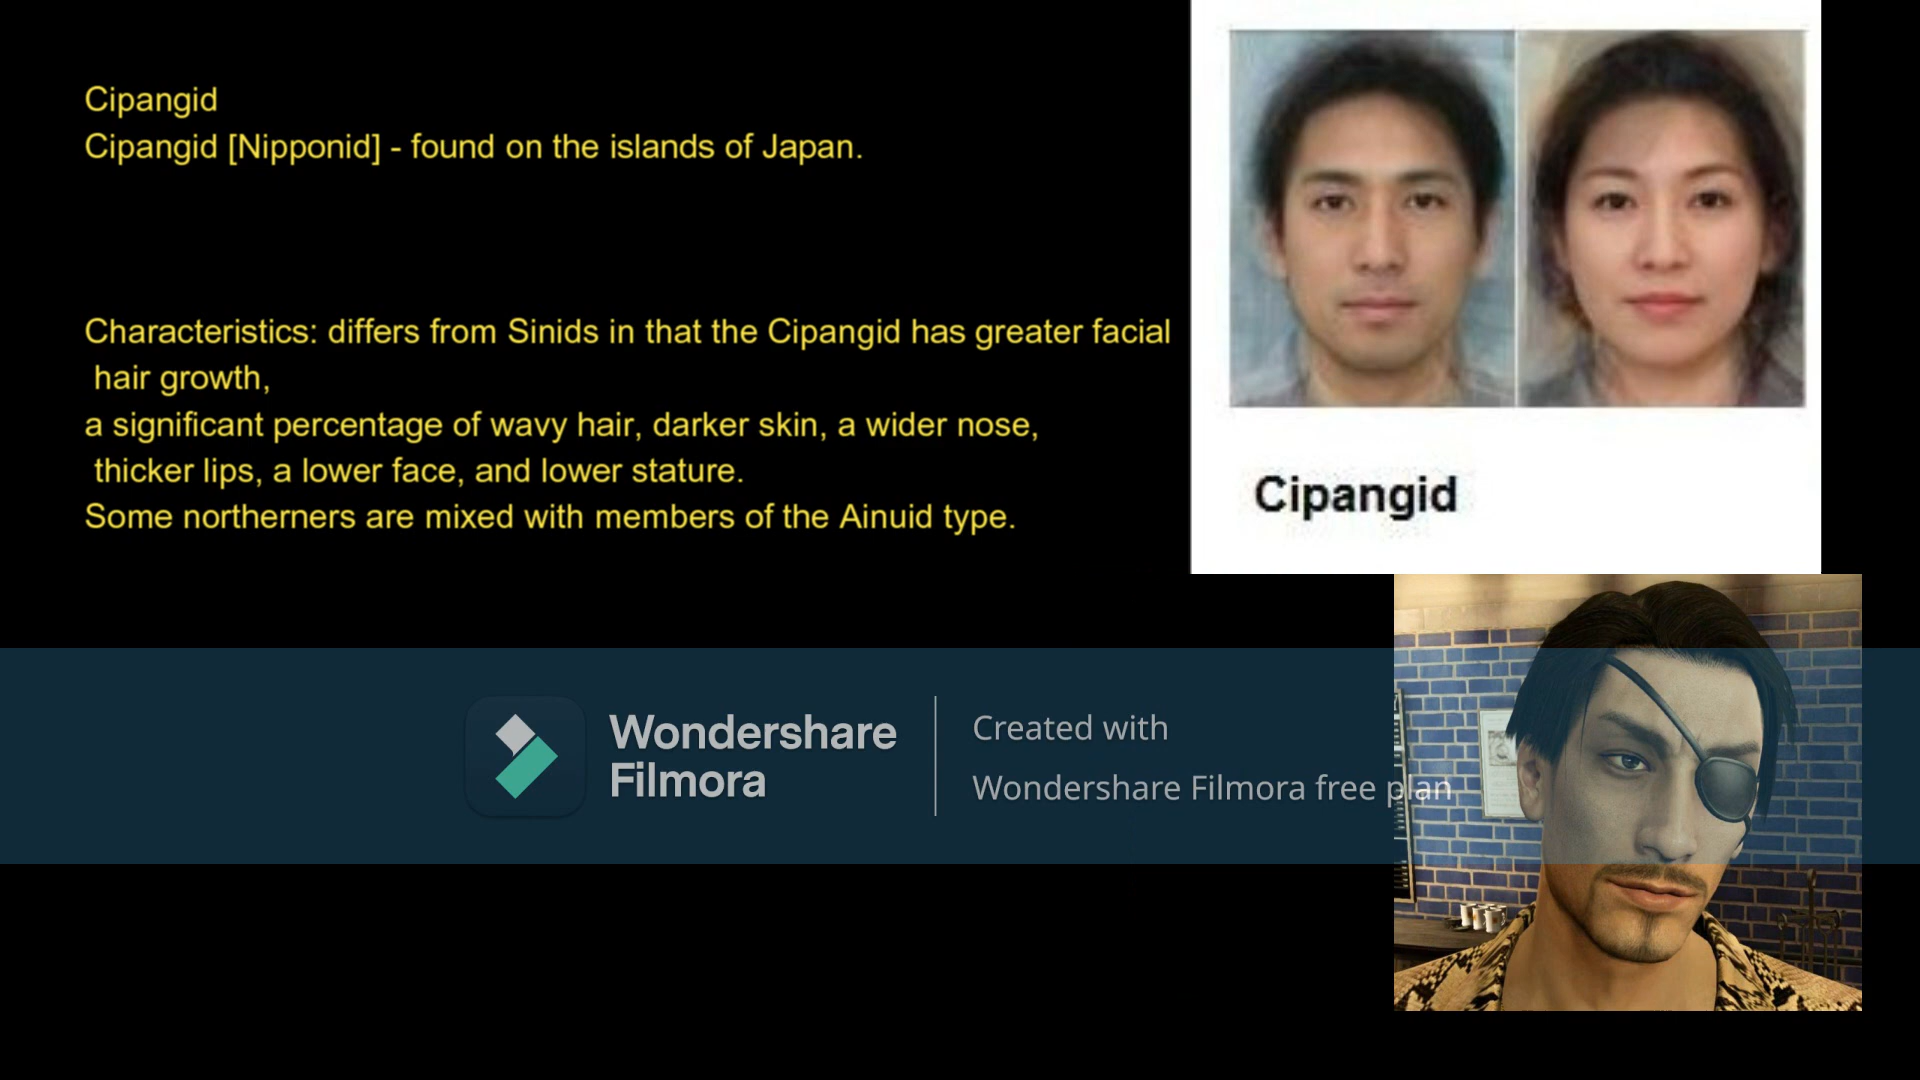 Cipangid
Cipangid [Nipponid] - found on the islands of Japan.
Characteristics: differs from Sinids in that the Cipangid has greater facial
hair growth,
a significant percentage of wavy hair, darker skin, a wider nose,
thicker lips, a lower face, and lower stature.
Some northerners are mixed with members of the Ainuid type.
Cipangid
Wondershare
Filmora
Created with
Wondershare Filmora free plan